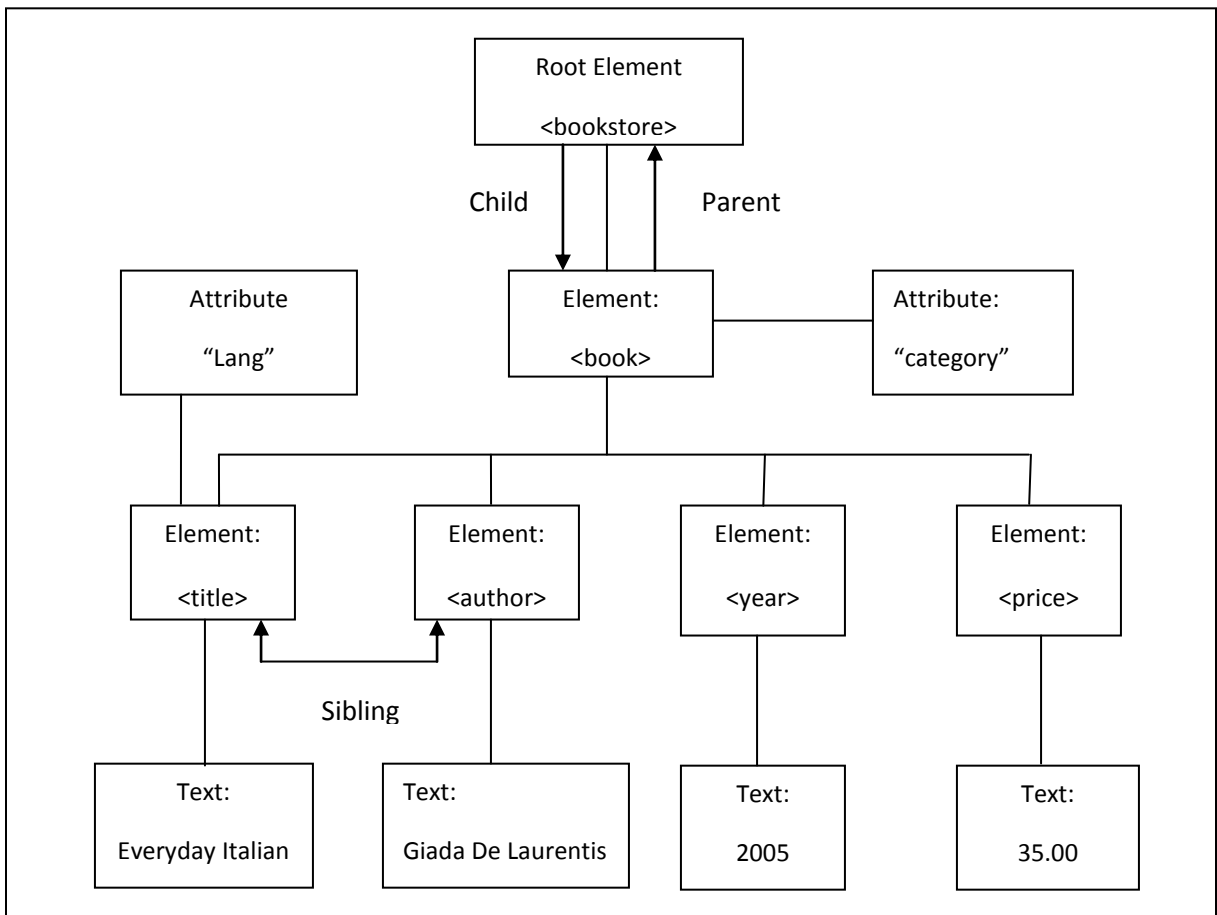 Root Element
<bookstore>
Child
Parent
Attribute
“Lang”
Element:
<book>
Attribute:
“category”
Element:
<title>
Element:
<author>
Element:
<year>
Element:
<price>
Sibling
Text:
Everyday Italian
Text:
Giada De Laurentis
Text:
2005
Text:
35.00